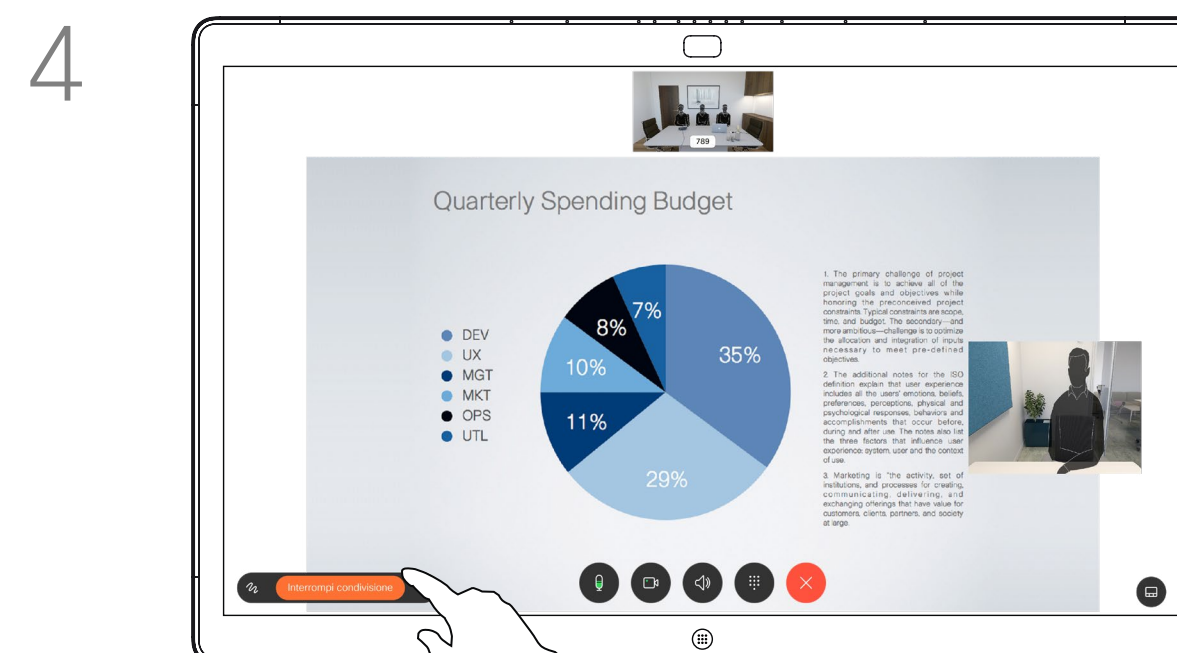 4
789
Quarterly Spending Budget
DEV
UX
MGT
MKT
OPS
UTL
7%
8%
35%
10%
11%
29%
1. The primary challenge of project
management is to achieve all of the
project goals and objectives while
honoring the preconceived project
constraints. Typical constraints are scope,
time, and budget. The secondary—and
more ambitious—challenge is to optimize
the allocation and integration of inputs
necessary to meet pre-defined
objectives.
2. The additional notes for the ISO
definition explain that user experience
includes all the users' emotions, beliefs,
preferences, perceptions, physical and
psychological responses, behaviors and
accomplishments that occur before,
during and after use. The notes also list
the three factors that influence user
experience: system, user and the context
of use.
3. Marketing is "the activity, set of
institutions, and processes for creating,
communicating, delivering, and
exchanging offerings that have value for
customers, clients, partners, and society
at large.
Interrompi condivisione